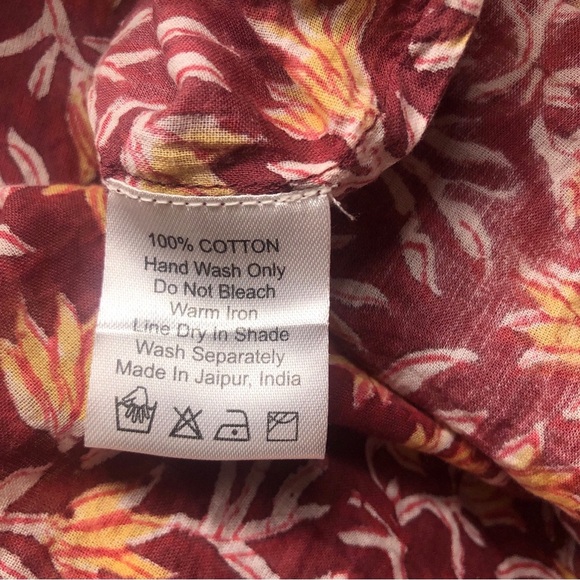 100% COTTON
Hand Wash Only
Do Not Bleach
Warm Iron
Line Dry In Shade
Wash Separately
Made In Jaipur, India